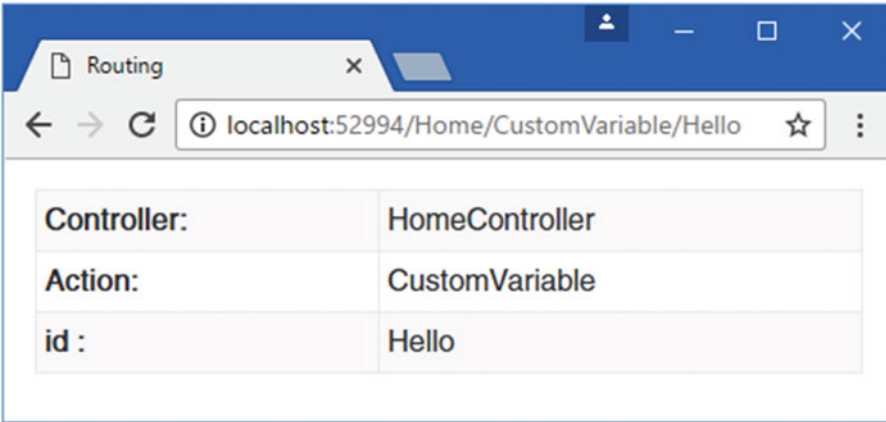 Routing
localhost:52994/Home/CustomVariable/Hello
Controller: HomeController
Action: CustomVariable
id : Hello